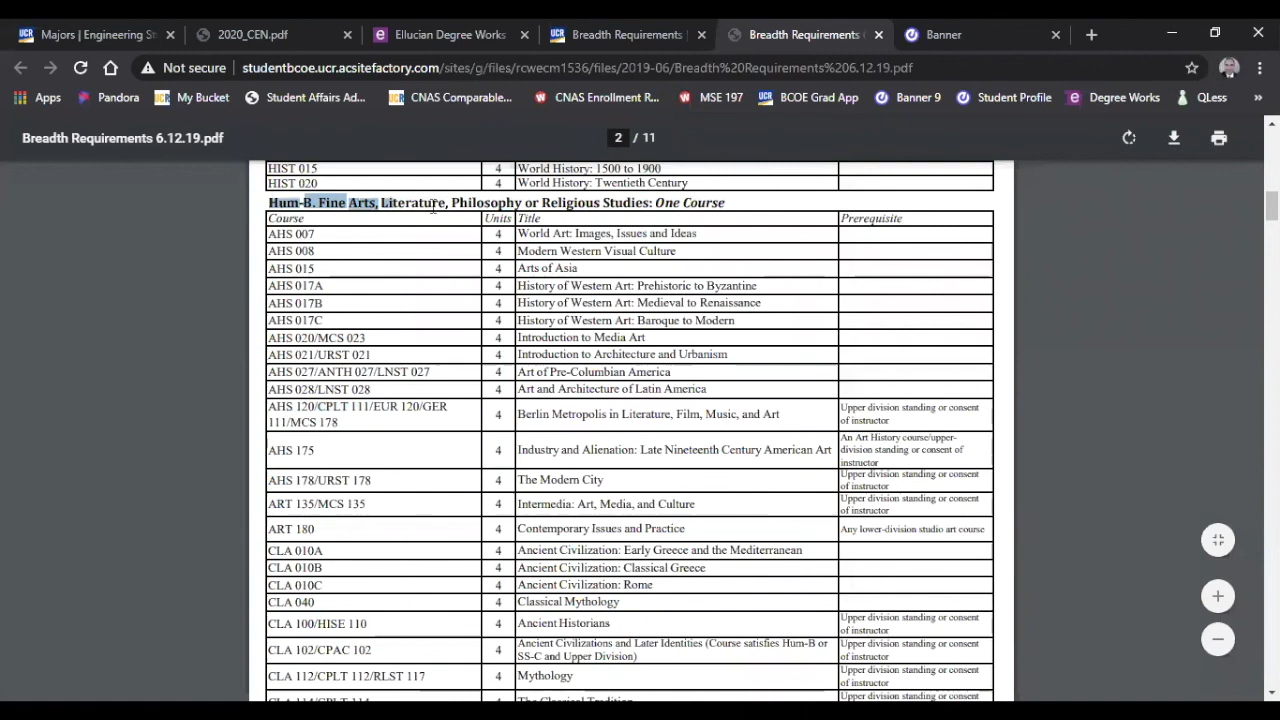 Majors | Engineering St
2020_CEN.pdf
Ellucian Degree Works
Breadth Requirements |
Breadth Requirements
Banner
Not secure
studentbcoe.ucr.acsitefactory.com/sites/g/files/rcwecm1536/files/2019-06/Breadth%20Requirements%206.12.19.pdf
Apps Pandora My Bucket Student Affairs Ad... CNAS Comparable... CNAS Enrollment R... MSE 197 BCOE Grad App Banner 9 Student Profile Degree Works QLess »
Breadth Requirements 6.12.19.pdf
2 / 11
HIST 015 4 World History: 1500 to 1900
HIST 020 4 World History: Twentieth Century
Hum-B. Fine Arts, Literature, Philosophy or Religious Studies: One Course
Course Units Title Prerequisite
AHS 007 4 World Art: Images, Issues and Ideas
AHS 008 4 Modern Western Visual Culture
AHS 015 4 Arts of Asia
AHS 017A 4 History of Western Art: Prehistoric to Byzantine
AHS 017B 4 History of Western Art: Medieval to Renaissance
AHS 017C 4 History of Western Art: Baroque to Modern
AHS 020/MCS 023 4 Introduction to Media Art
AHS 021/URST 021 4 Introduction to Architecture and Urbanism
AHS 027/ANTH 027/LNST 027 4 Art of Pre-Columbian America
AHS 028/LNST 028 4 Art and Architecture of Latin America
AHS 120/CPLT 111/EUR 120/GER
111/MCS 178
4 Berlin Metropolis in Literature, Film, Music, and Art
Upper division standing or consent
of instructor
AHS 175 4 Industry and Alienation: Late Nineteenth Century American Art
An Art History course/upper-
division standing or consent of
instructor
AHS 178/URST 178 4 The Modern City
Upper division standing or consent
of instructor
ART 135/MCS 135 4 Intermedia: Art, Media, and Culture
Upper division standing or consent
of instructor
ART 180 4 Contemporary Issues and Practice Any lower-division studio art course
CLA 010A 4 Ancient Civilization: Early Greece and the Mediterranean
CLA 010B 4 Ancient Civilization: Classical Greece
CLA 010C 4 Ancient Civilization: Rome
CLA 040 4 Classical Mythology
CLA 100/HISE 110 4 Ancient Historians
Upper division standing or consent
of instructor
CLA 102/CPAC 102 4
Ancient Civilizations and Later Identities (Course satisfies Hum-B or
SS-C and Upper Division)
Upper division standing or consent
of instructor
CLA 112/CPLT 112/RLST 117 4 Mythology
Upper division standing or consent
of instructor
CLA 114/CPLT 114 4 The Classical Tradition
Upper division standing or consent